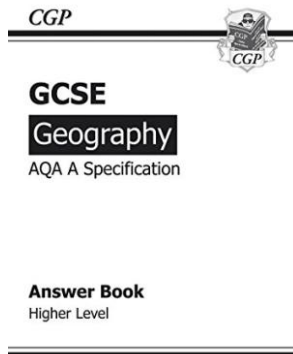 CGP
CGP
GCSE
Geography
AQA A Specification
Answer Book
Higher Level